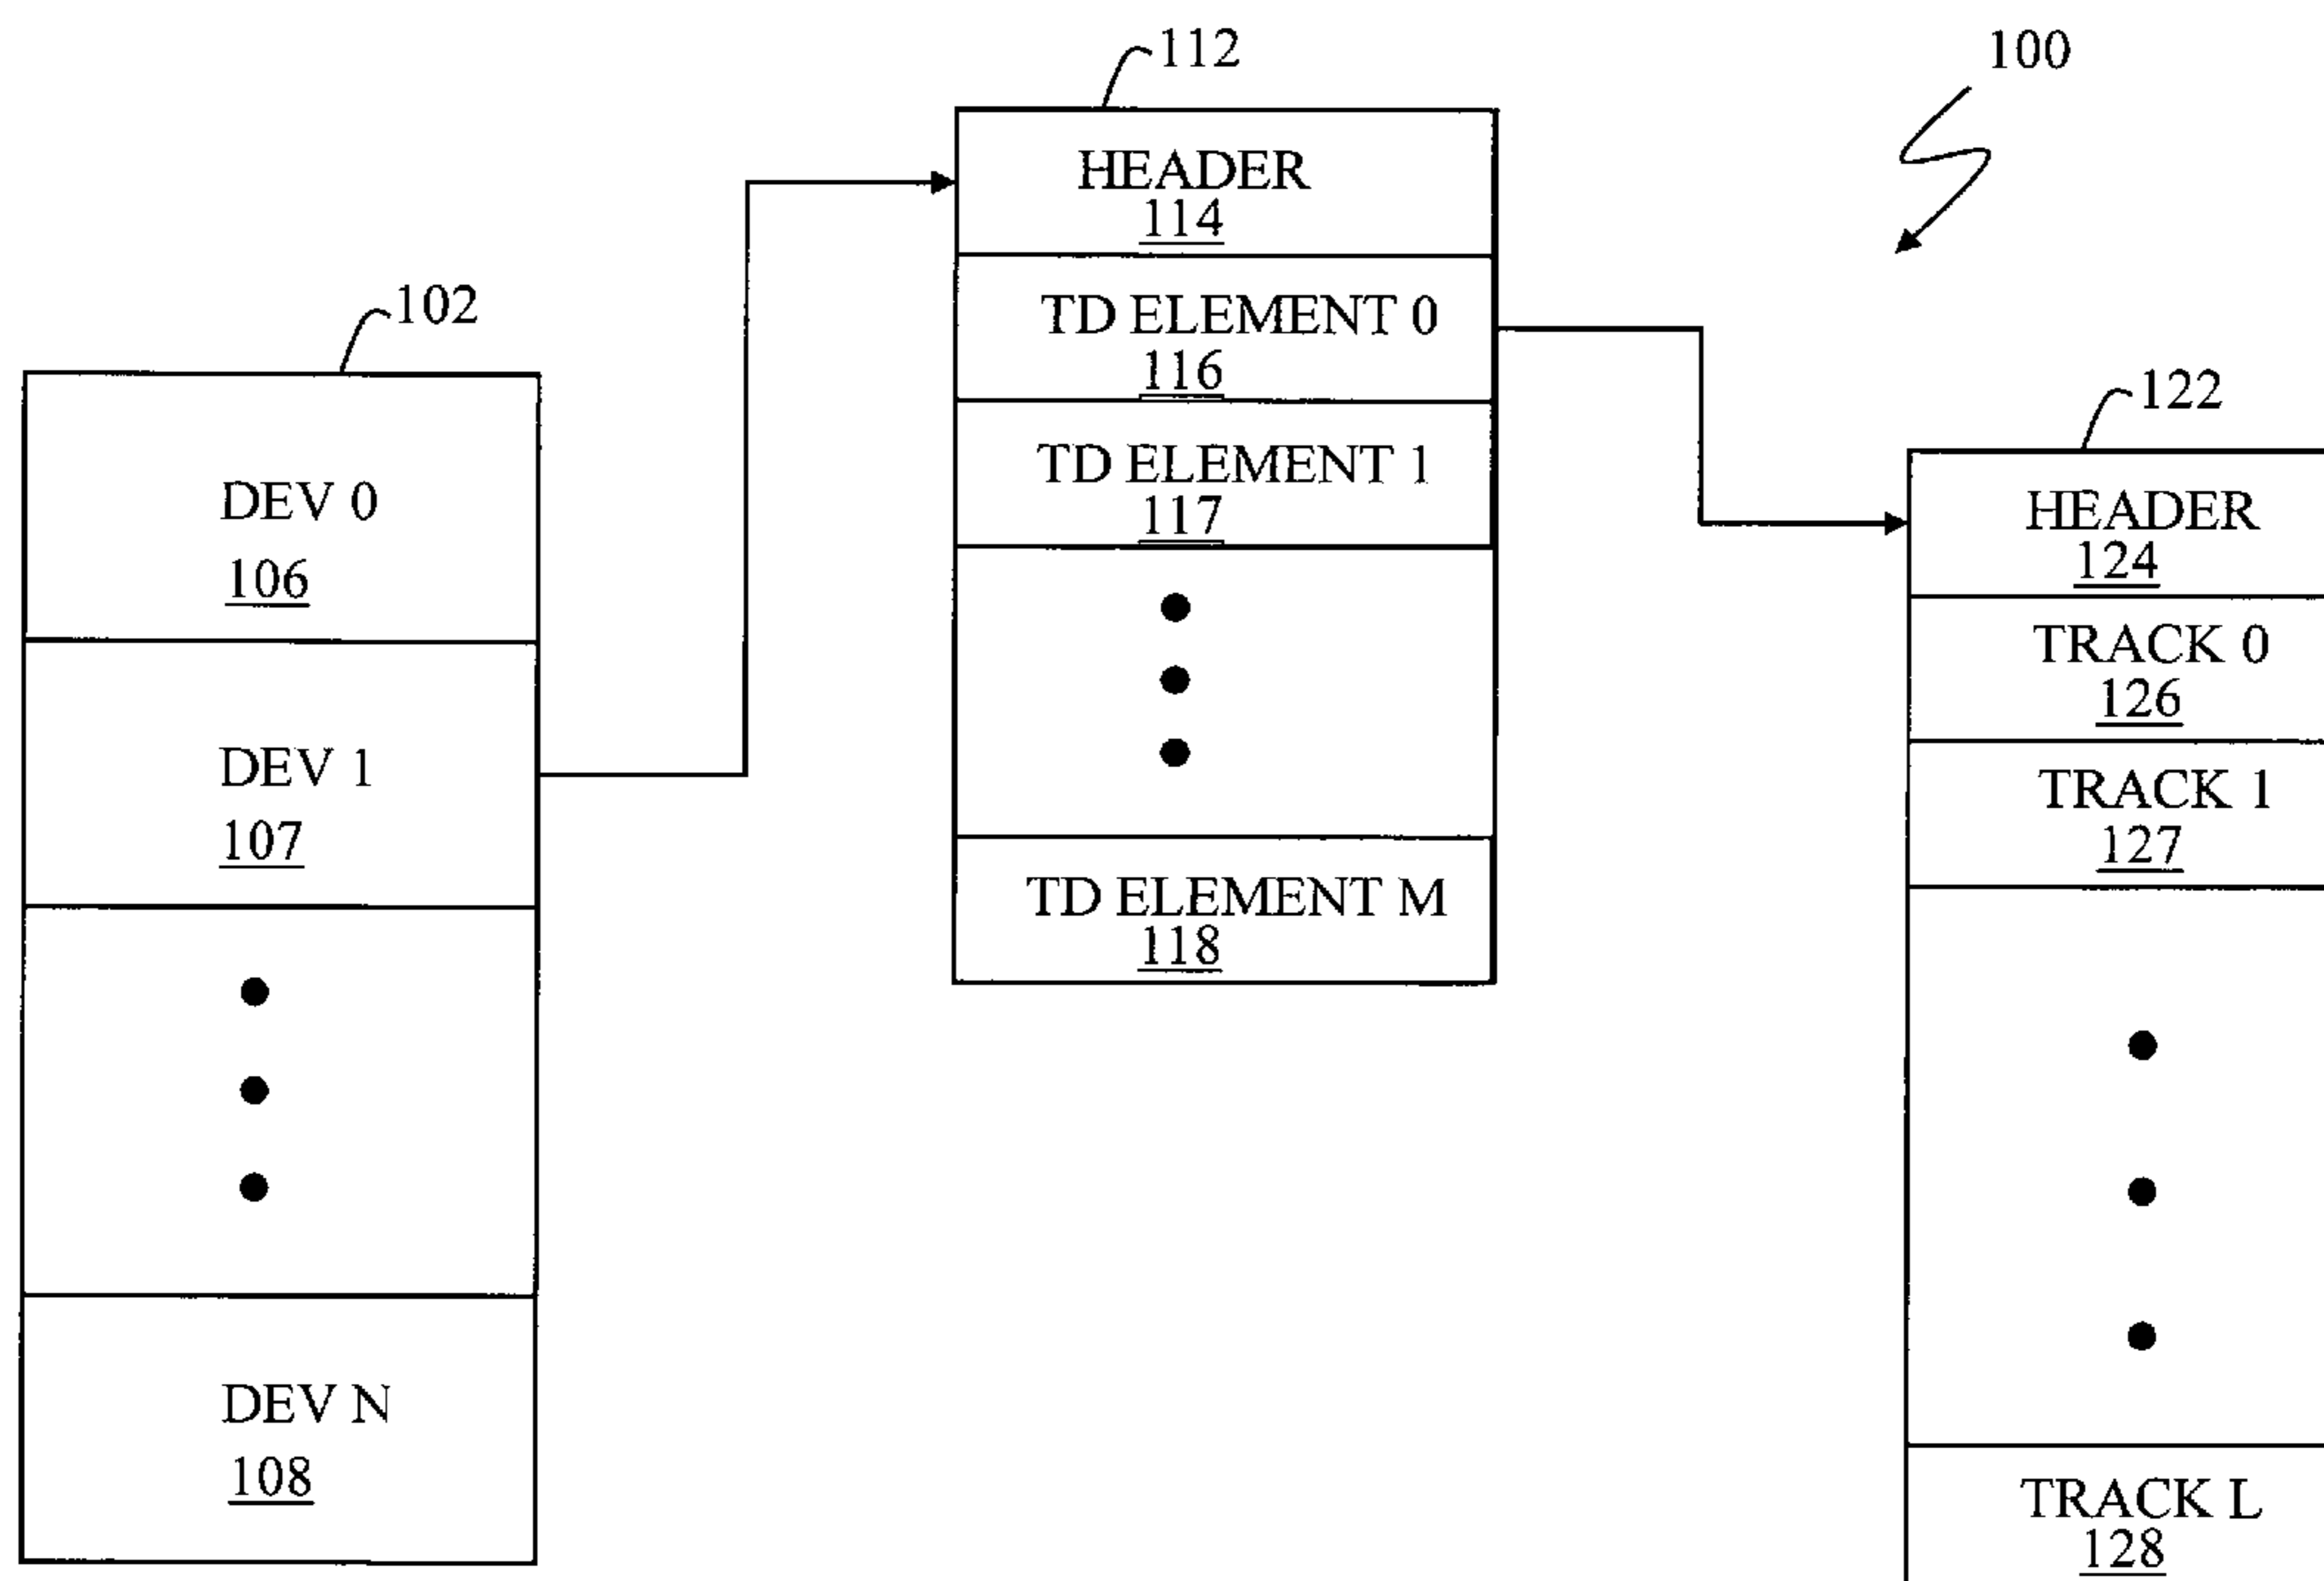 100
102
DEV 0
106
DEV 1
107
DEV N
108
112
HEADER
114
TD ELEMENT 0
116
TD ELEMENT 1
117
TD ELEMENT M
118
122
HEADER
124
TRACK 0
126
TRACK 1
127
TRACK L
128